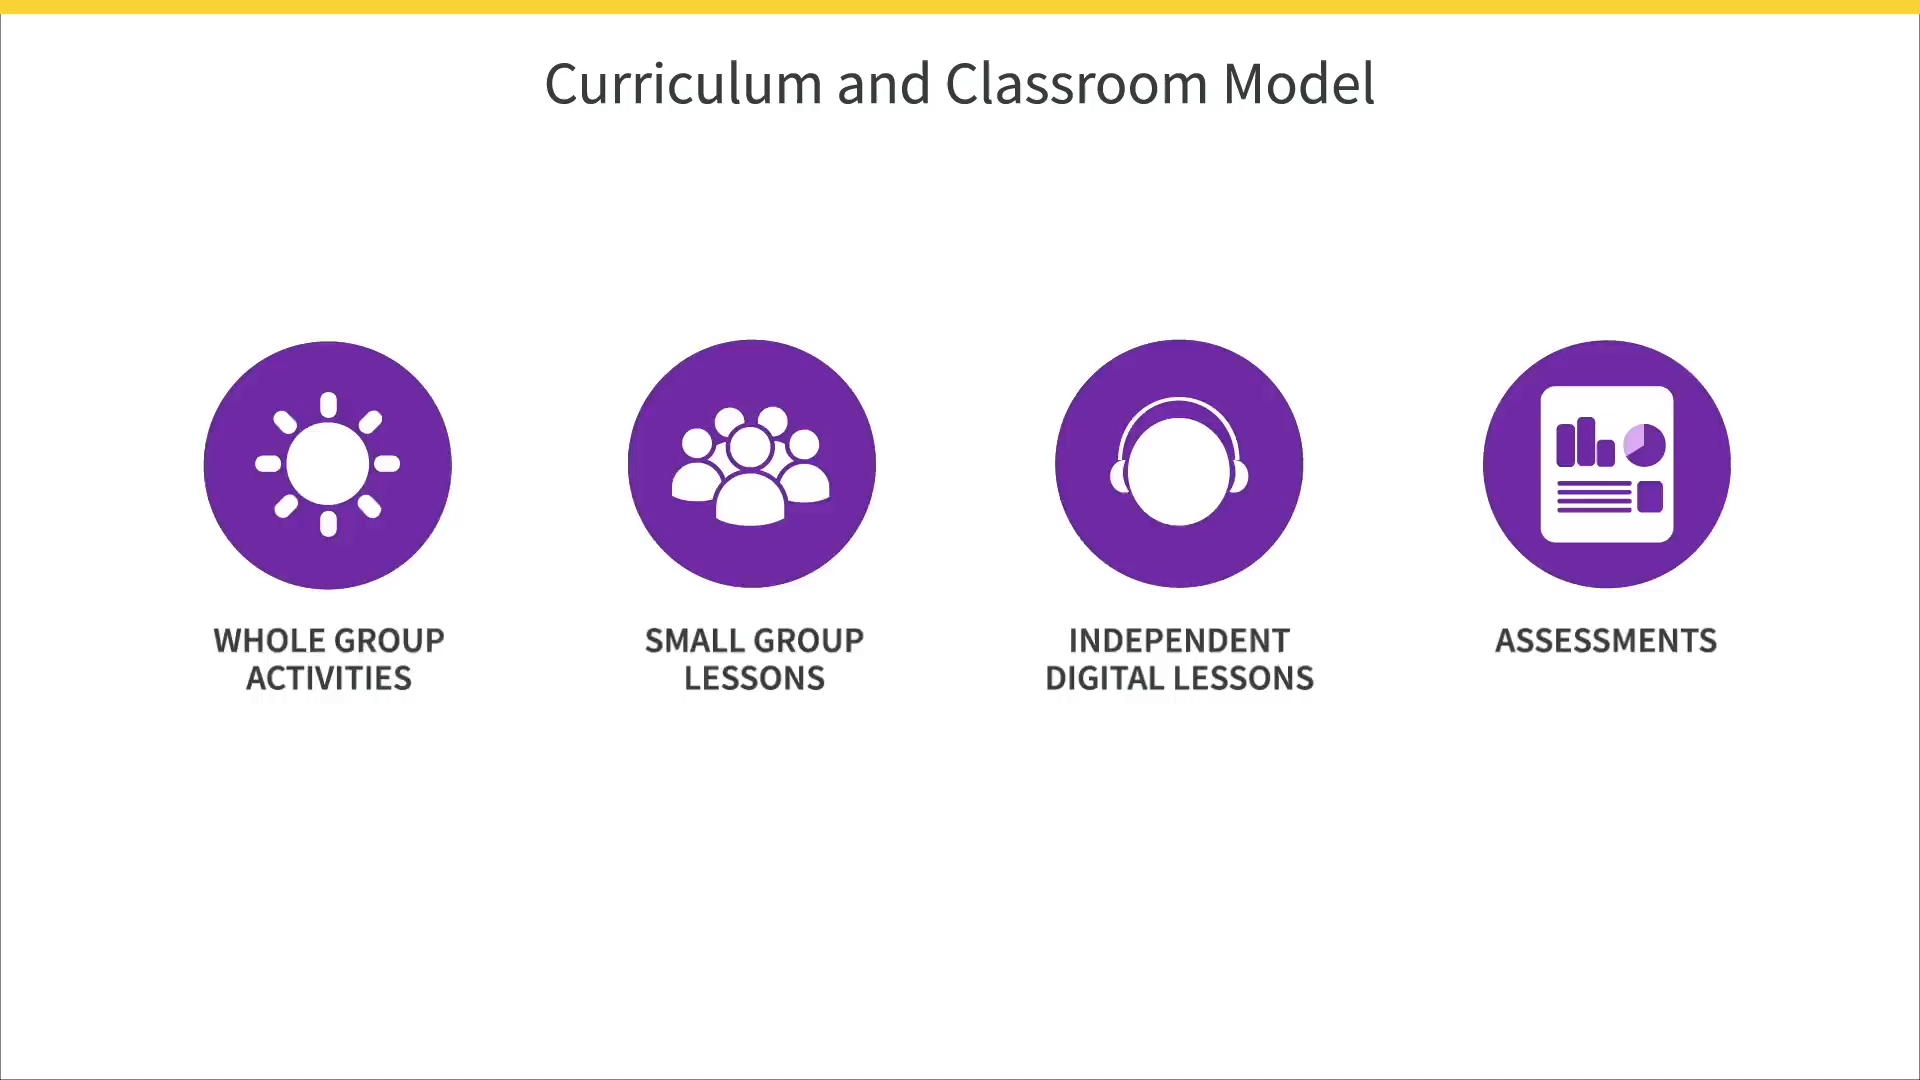 Curriculum and Classroom Model
WHOLE GROUP
ACTIVITIES
SMALL GROUP
LESSONS
INDEPENDENT
DIGITAL LESSONS
ASSESSMENTS